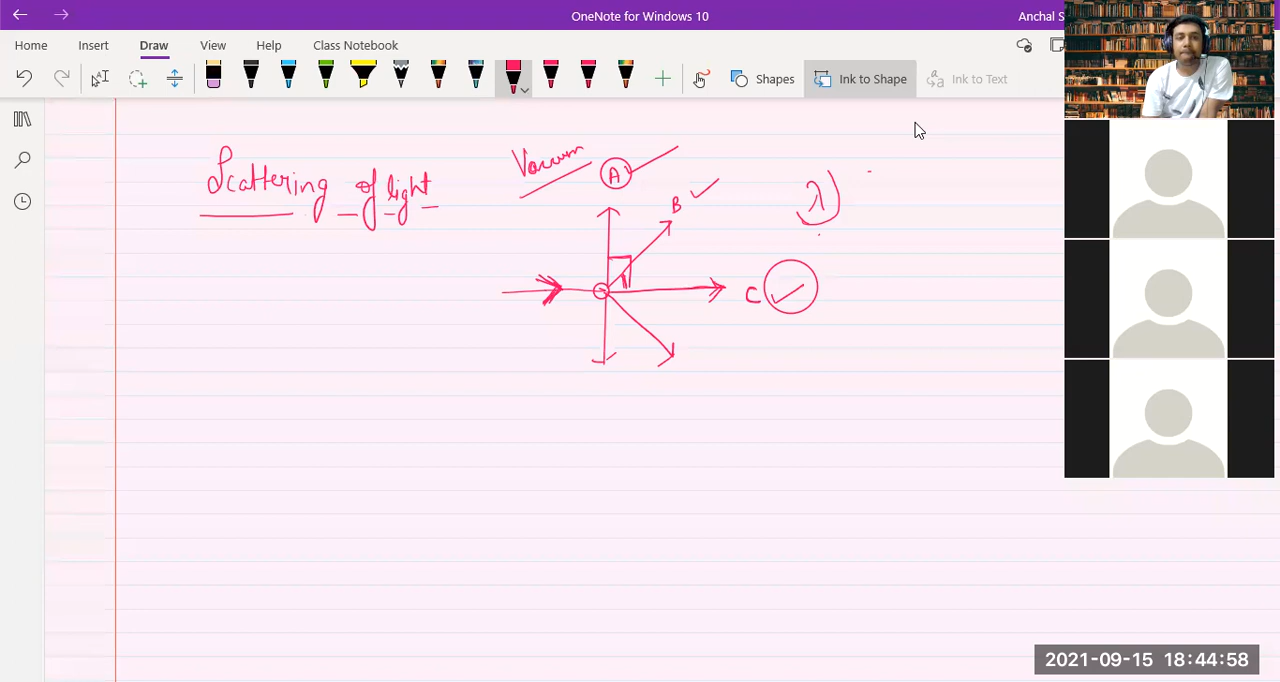 OneNote for Windows 10
Anchal S
Home Insert Draw View Help Class Notebook
Shapes Ink to Shape Ink to Text
Scattering of light
Vacuum
A
B
λ)
C
2021-09-15 18:44:58